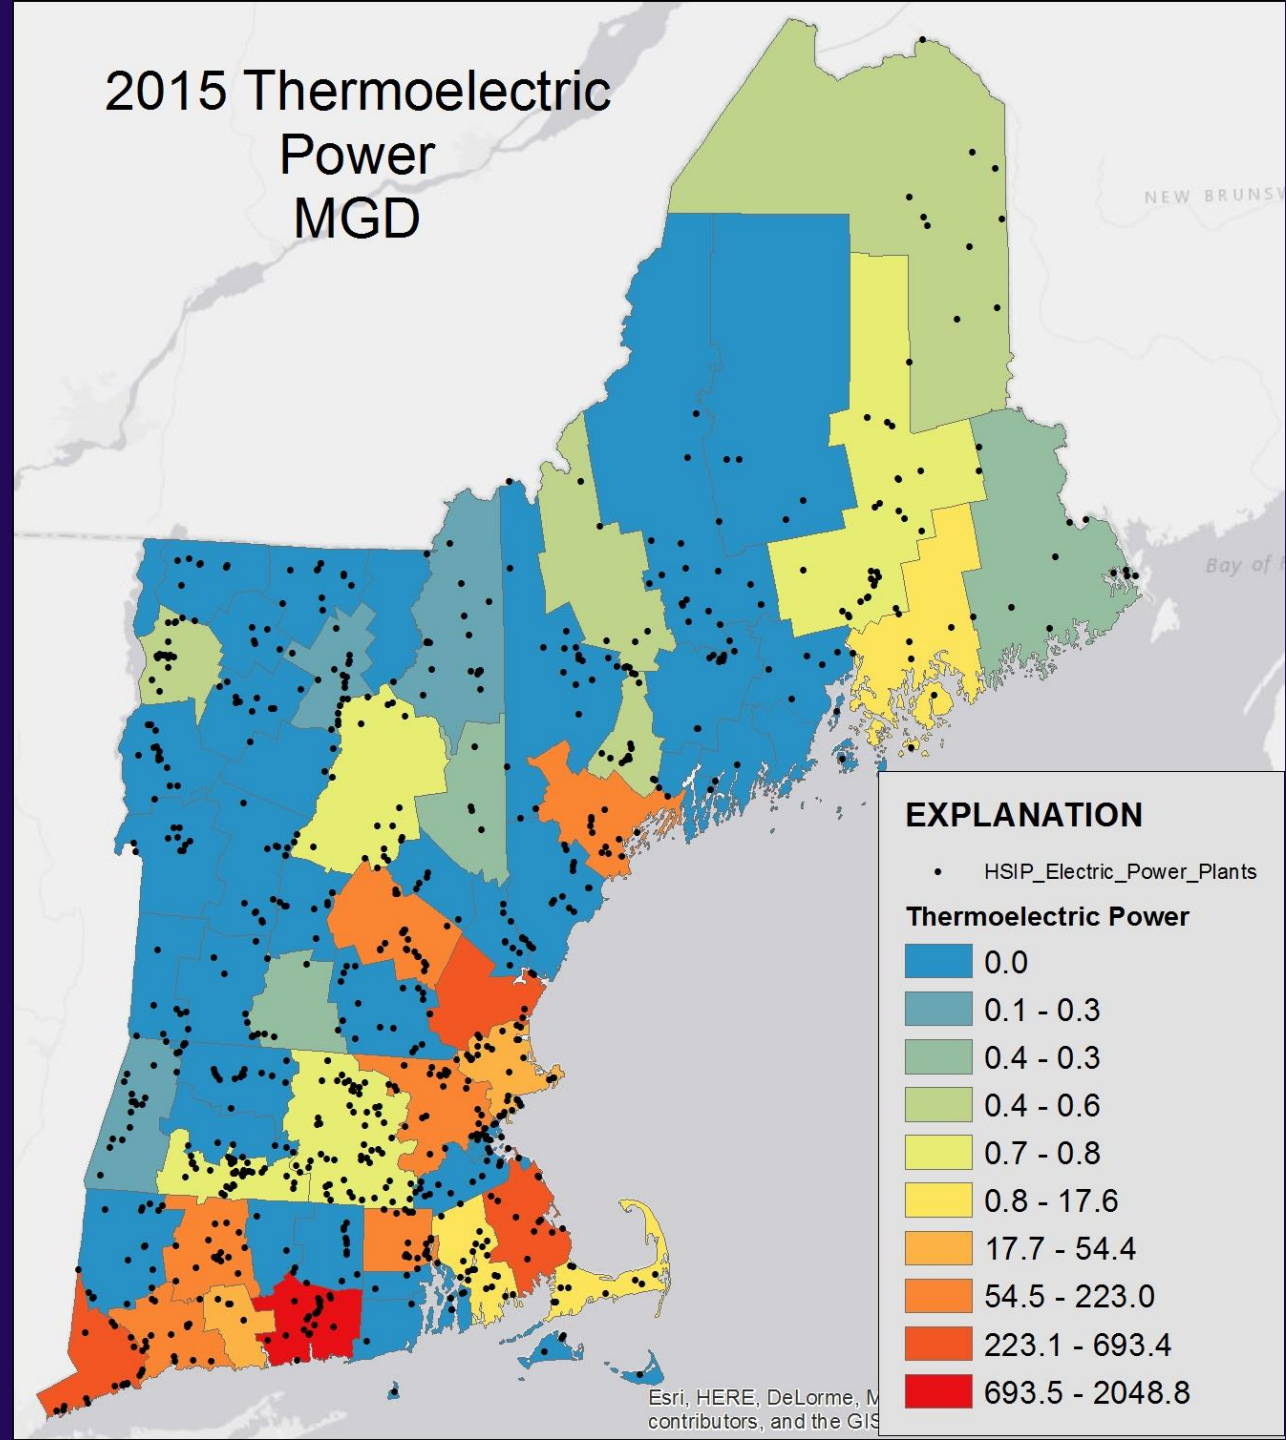 2015 Thermoelectric
Power
MGD
NEW BRUNSW
Bay of F
EXPLANATION
HSIP_Electric_Power_Plants
Thermoelectric Power
0.0
0.1 - 0.3
0.4 - 0.3
0.4 - 0.6
0.7 - 0.8
0.8 - 17.6
17.7 - 54.4
54.5 - 223.0
223.1 - 693.4
693.5 - 2048.8
Esri, HERE, DeLorme, M
contributors, and the GIS